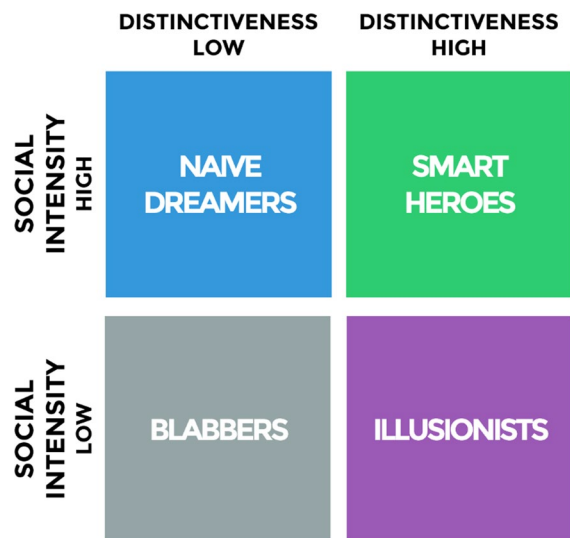 DISTINCTIVENESS
LOW
DISTINCTIVENESS
HIGH
SOCIAL
INTENSITY
HIGH
NAIVE
DREAMERS
SMART
HEROES
SOCIAL
INTENSITY
LOW
BLABBERS
ILLUSIONISTS